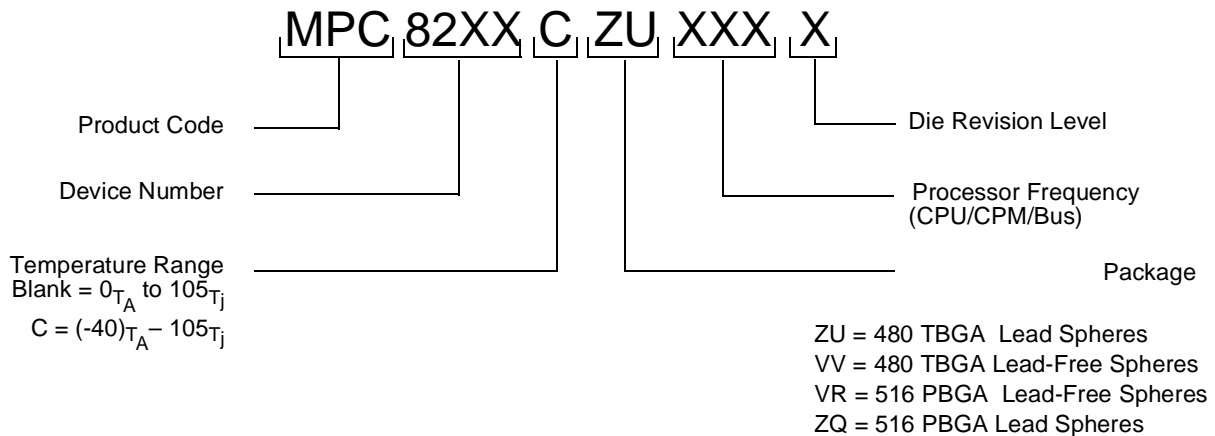 MPC 82XX C ZU XXX X
Product Code
Device Number
Temperature Range
Blank = 0TA to 105Tj
C = (-40)TA– 105Tj
Die Revision Level
Processor Frequency
(CPU/CPM/Bus)
Package
ZU = 480 TBGA Lead Spheres
VV = 480 TBGA Lead-Free Spheres
VR = 516 PBGA Lead-Free Spheres
ZQ = 516 PBGA Lead Spheres